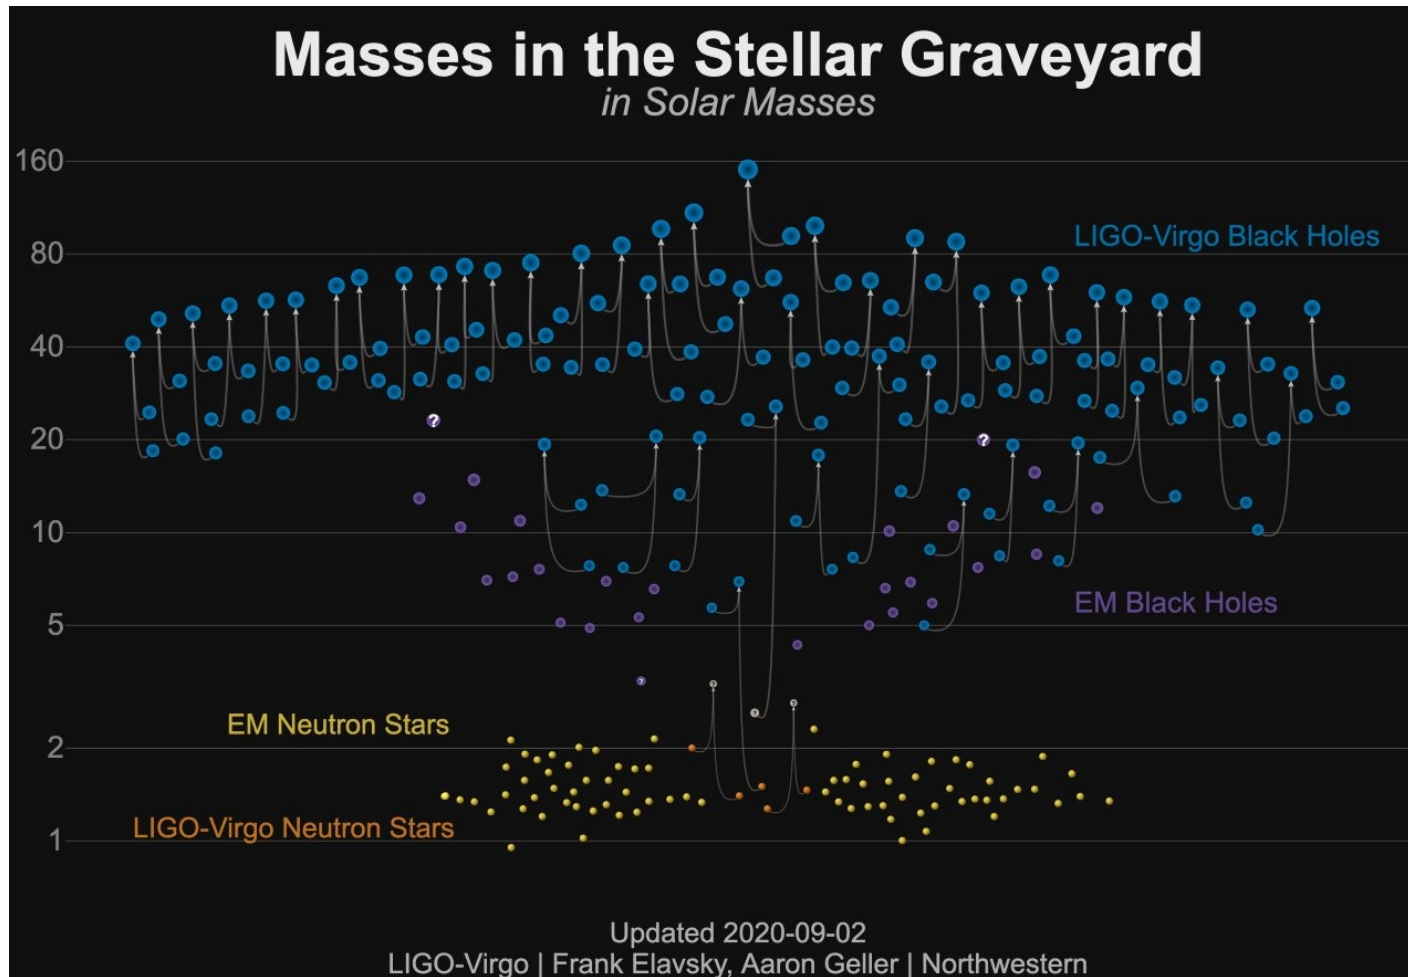 Masses in the Stellar Graveyard
in Solar Masses
160
LIGO-Virgo Black Holes
80
40
?
20
?
10
EM Black Holes
5
?
?
?
?
EM Neutron Stars
2
LIGO-Virgo Neutron Stars
1
Updated 2020-09-02
LIGO-Virgo | Frank Elavsky, Aaron Geller | Northwestern